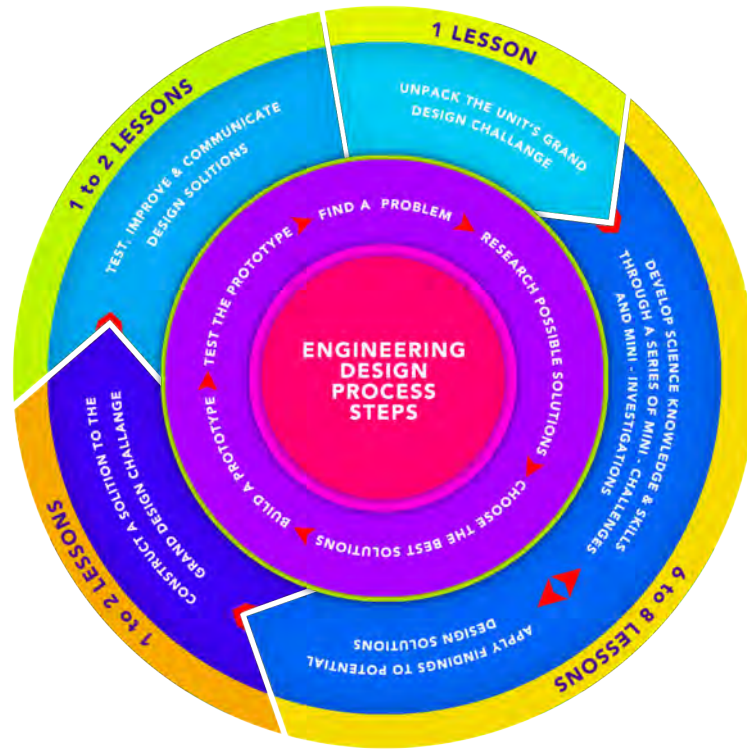 ENGINEERING
DESIGN
PROCESS
STEPS
FIND A PROBLEM
RESEARCH POSSIBLE SOLUTIONS
CHOOSE THE BEST SOLUTIONS
BUILD A PROTOTYPE
TEST THE PROTOTYPE
1 LESSON
UNPACK THE UNIT'S GRAND
DESIGN CHALLANGE
6 to 8 LESSONS
DEVELOP SCIENCE KNOWLEDGE & SKILLS
THROUGH A SERIES OF MINI - CHALLENGES
AND MINI - INVESTIGATIONS
APPLY FINDINGS TO POTENTIAL
DESIGN SOLUTIONS
1 to 2 LESSONS
CONSTRUCT A SOLUTION TO THE
GRAND DESIGN CHALLANGE
1 to 2 LESSONS
TEST, IMPROVE & COMMUNICATE
DESIGN SOLITIONS